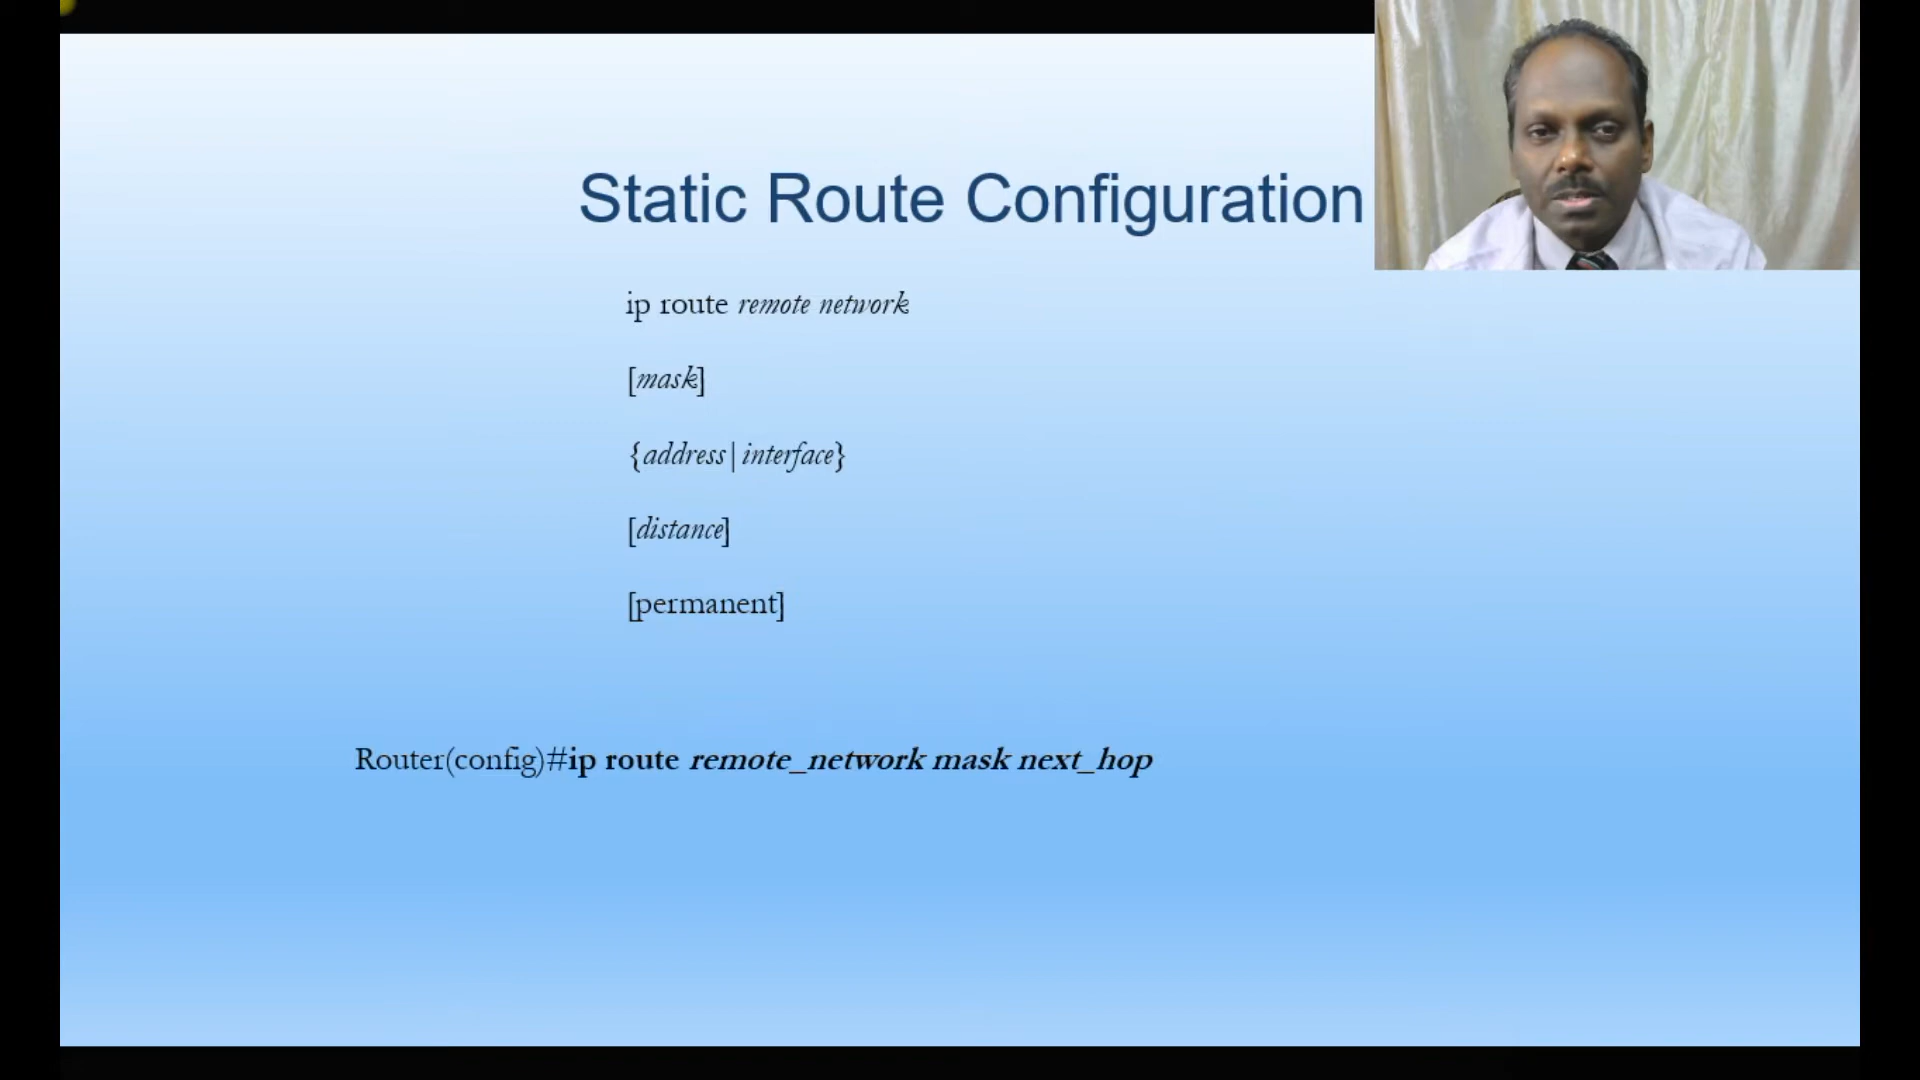 Static Route Configuration
ip route remote network
[mask]
{address|interface}
[distance]
[permanent]
Router(config)#ip route remote_network mask next_hop